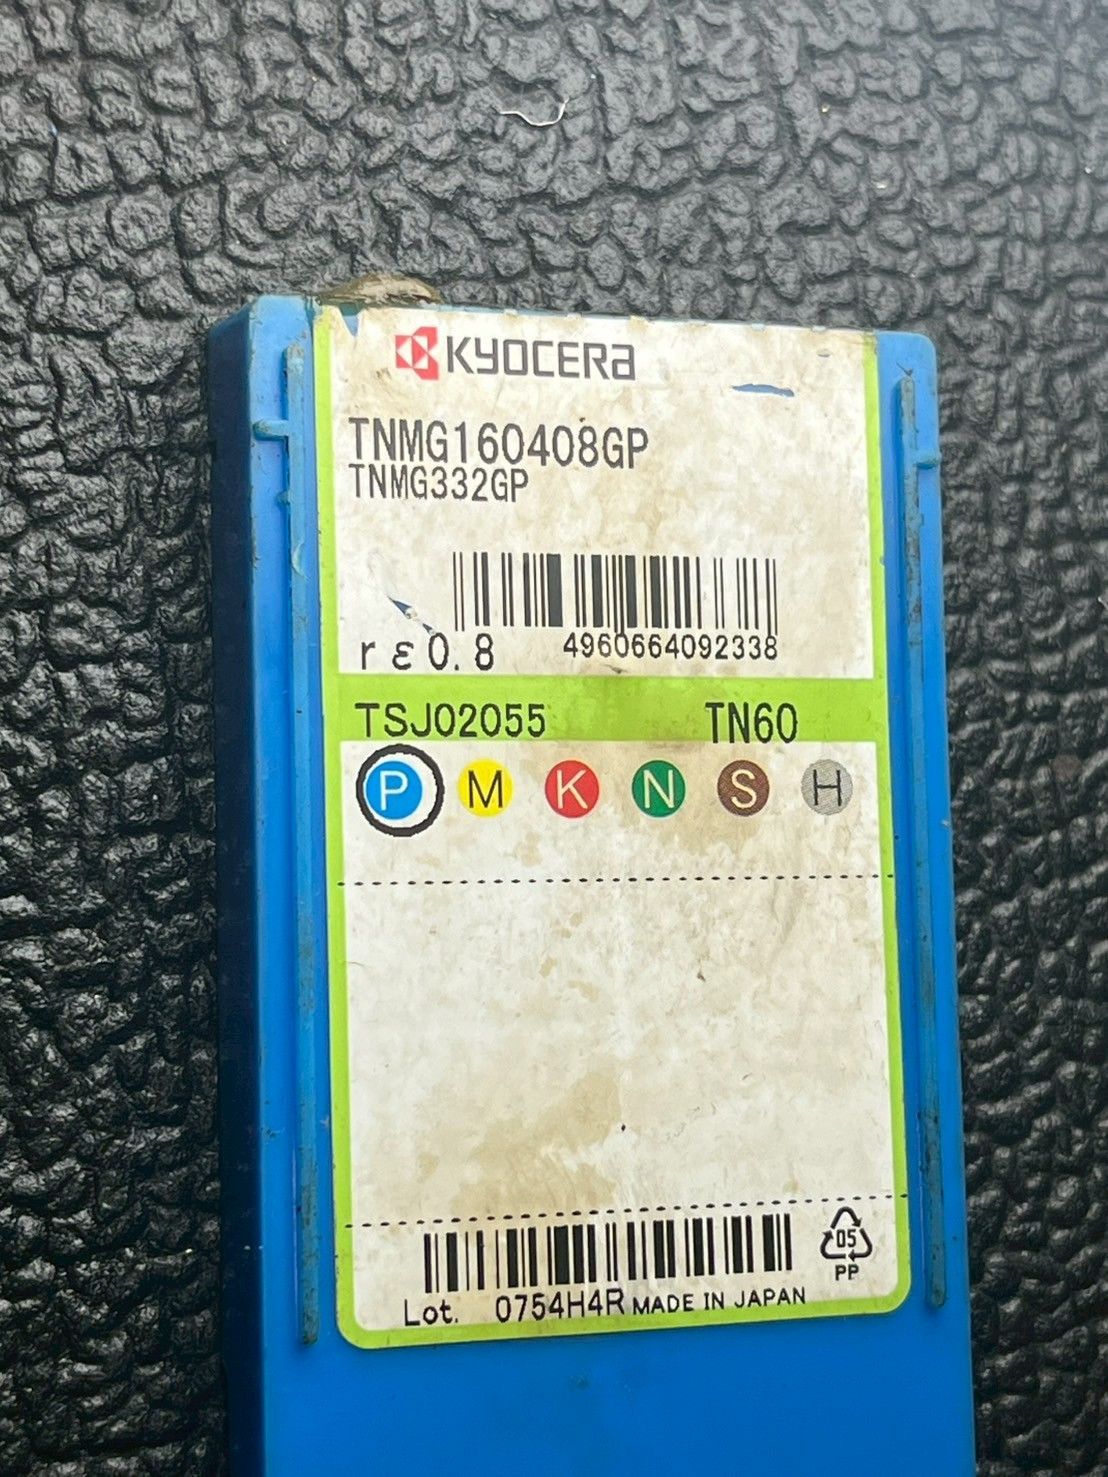 KYOCERA
TNMG160408GP
TNMG332GP
rε0.8 4960664092338
TSJ02055 TN60
P M K N S H
05
PP
Lot. 0754H4R MADE IN JAPAN